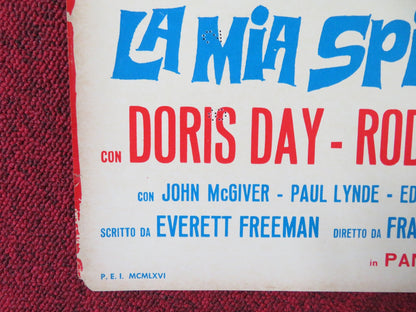 LA MIA SPI
CON DORIS DAY - ROD
CON JOHN McGIVER - PAUL LYNDE - ED
SCRITTO DA EVERETT FREEMAN DIRETTO DA FRA
in PAN
P. E. I. MCMLXVI